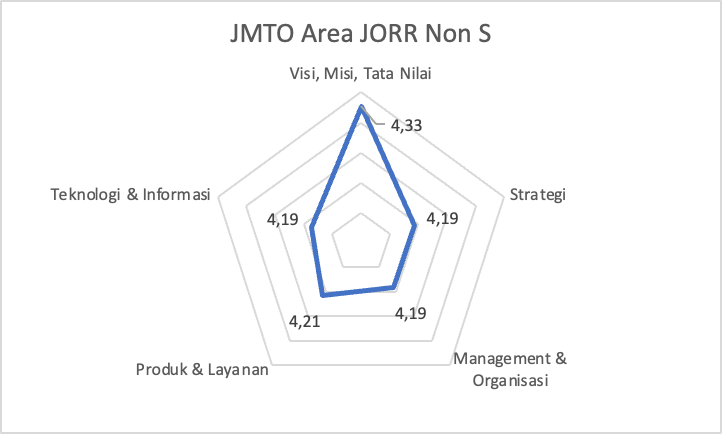 JMTO Area JORR Non S
Visi, Misi, Tata Nilai
4,33
Teknologi & Informasi
Strategi
4,19
4,19
4,21
4,19
Produk & Layanan
Management &
Organisasi